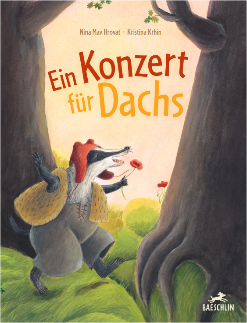 Nina Mav Hrovat · Kristina Krhin
Ein Konzert
für Dachs
BAESCHLIN